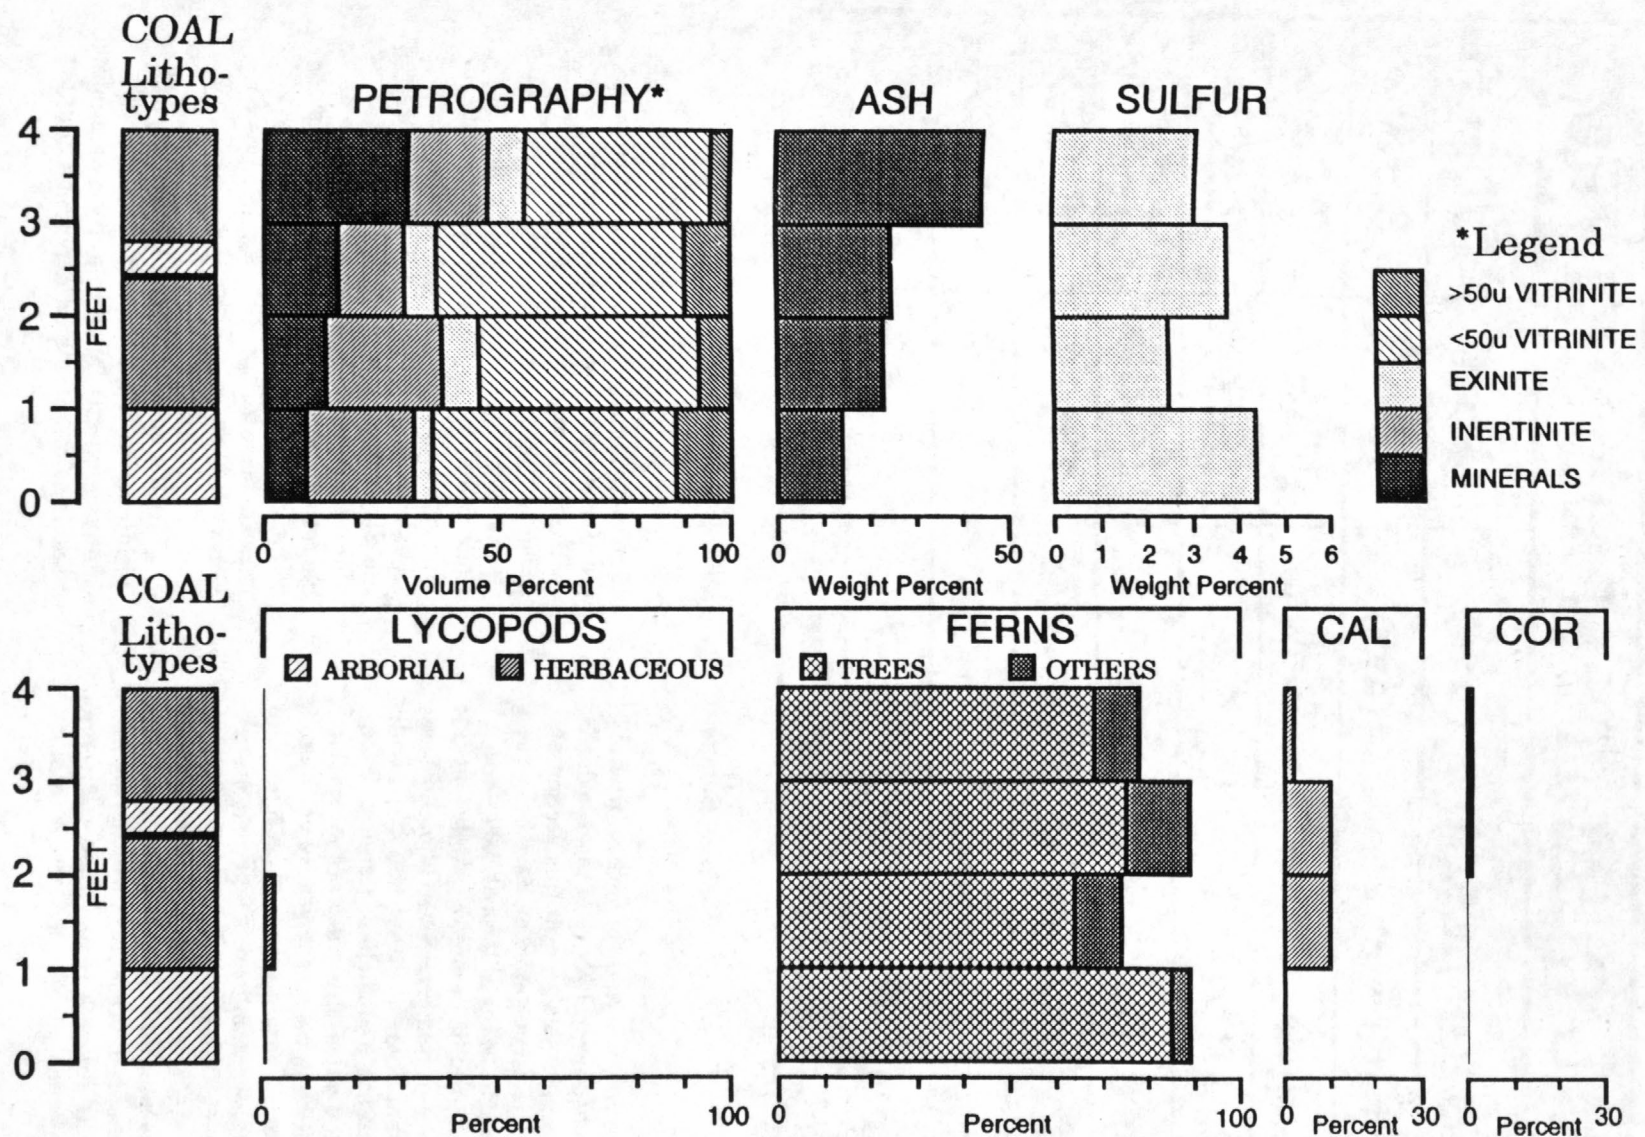 COAL
Litho-
types
PETROGRAPHY*
ASH
SULFUR
4
3
2
1
0
FEET
*Legend
>50u VITRINITE
<50u VITRINITE
EXINITE
INERTINITE
MINERALS
0 50 100
Volume Percent
0 50
Weight Percent
0 1 2 3 4 5 6
Weight Percent
COAL
Litho-
types
LYCOPODS
ARBORIAL HERBACEOUS
FERNS
TREES OTHERS
CAL
COR
4
3
2
1
0
FEET
0 100
Percent
0 100
Percent
0 30
Percent
0 30
Percent